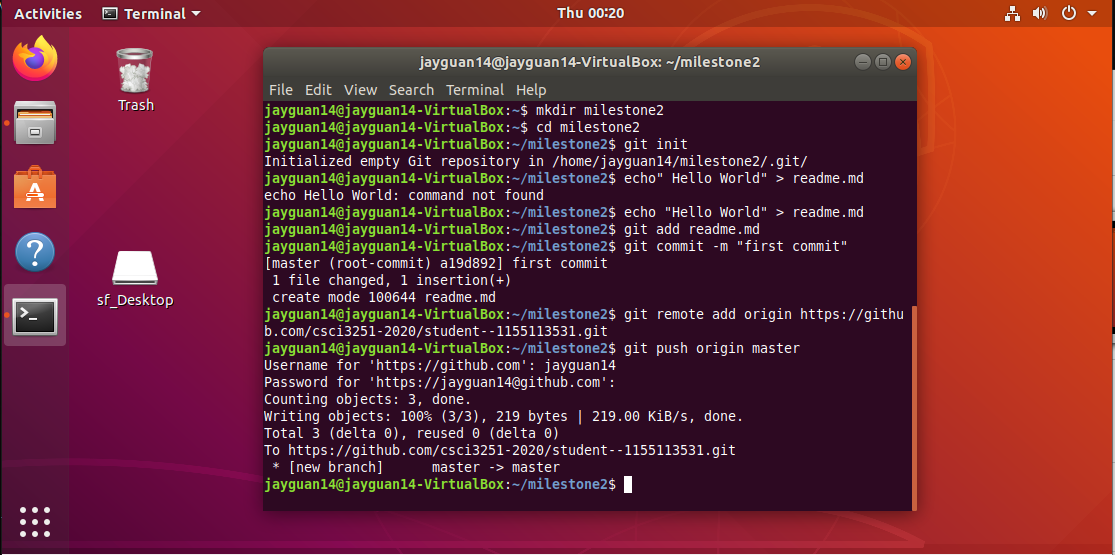 Activities
Terminal
Thu 00:20
Trash
sf_Desktop
jayguan14@jayguan14-VirtualBox: ~/milestone2
File Edit View Search Terminal Help
jayguan14@jayguan14-VirtualBox:~$ mkdir milestone2
jayguan14@jayguan14-VirtualBox:~$ cd milestone2
jayguan14@jayguan14-VirtualBox:~/milestone2$ git init
Initialized empty Git repository in /home/jayguan14/milestone2/.git/
jayguan14@jayguan14-VirtualBox:~/milestone2$ echo" Hello World" > readme.md
echo Hello World: command not found
jayguan14@jayguan14-VirtualBox:~/milestone2$ echo "Hello World" > readme.md
jayguan14@jayguan14-VirtualBox:~/milestone2$ git add readme.md
jayguan14@jayguan14-VirtualBox:~/milestone2$ git commit -m "first commit"
[master (root-commit) a19d892] first commit
 1 file changed, 1 insertion(+)
 create mode 100644 readme.md
jayguan14@jayguan14-VirtualBox:~/milestone2$ git remote add origin https://githu
b.com/csci3251-2020/student--1155113531.git
jayguan14@jayguan14-VirtualBox:~/milestone2$ git push origin master
Username for 'https://github.com': jayguan14
Password for 'https://jayguan14@github.com':
Counting objects: 3, done.
Writing objects: 100% (3/3), 219 bytes | 219.00 KiB/s, done.
Total 3 (delta 0), reused 0 (delta 0)
To https://github.com/csci3251-2020/student--1155113531.git
 * [new branch]      master -> master
jayguan14@jayguan14-VirtualBox:~/milestone2$